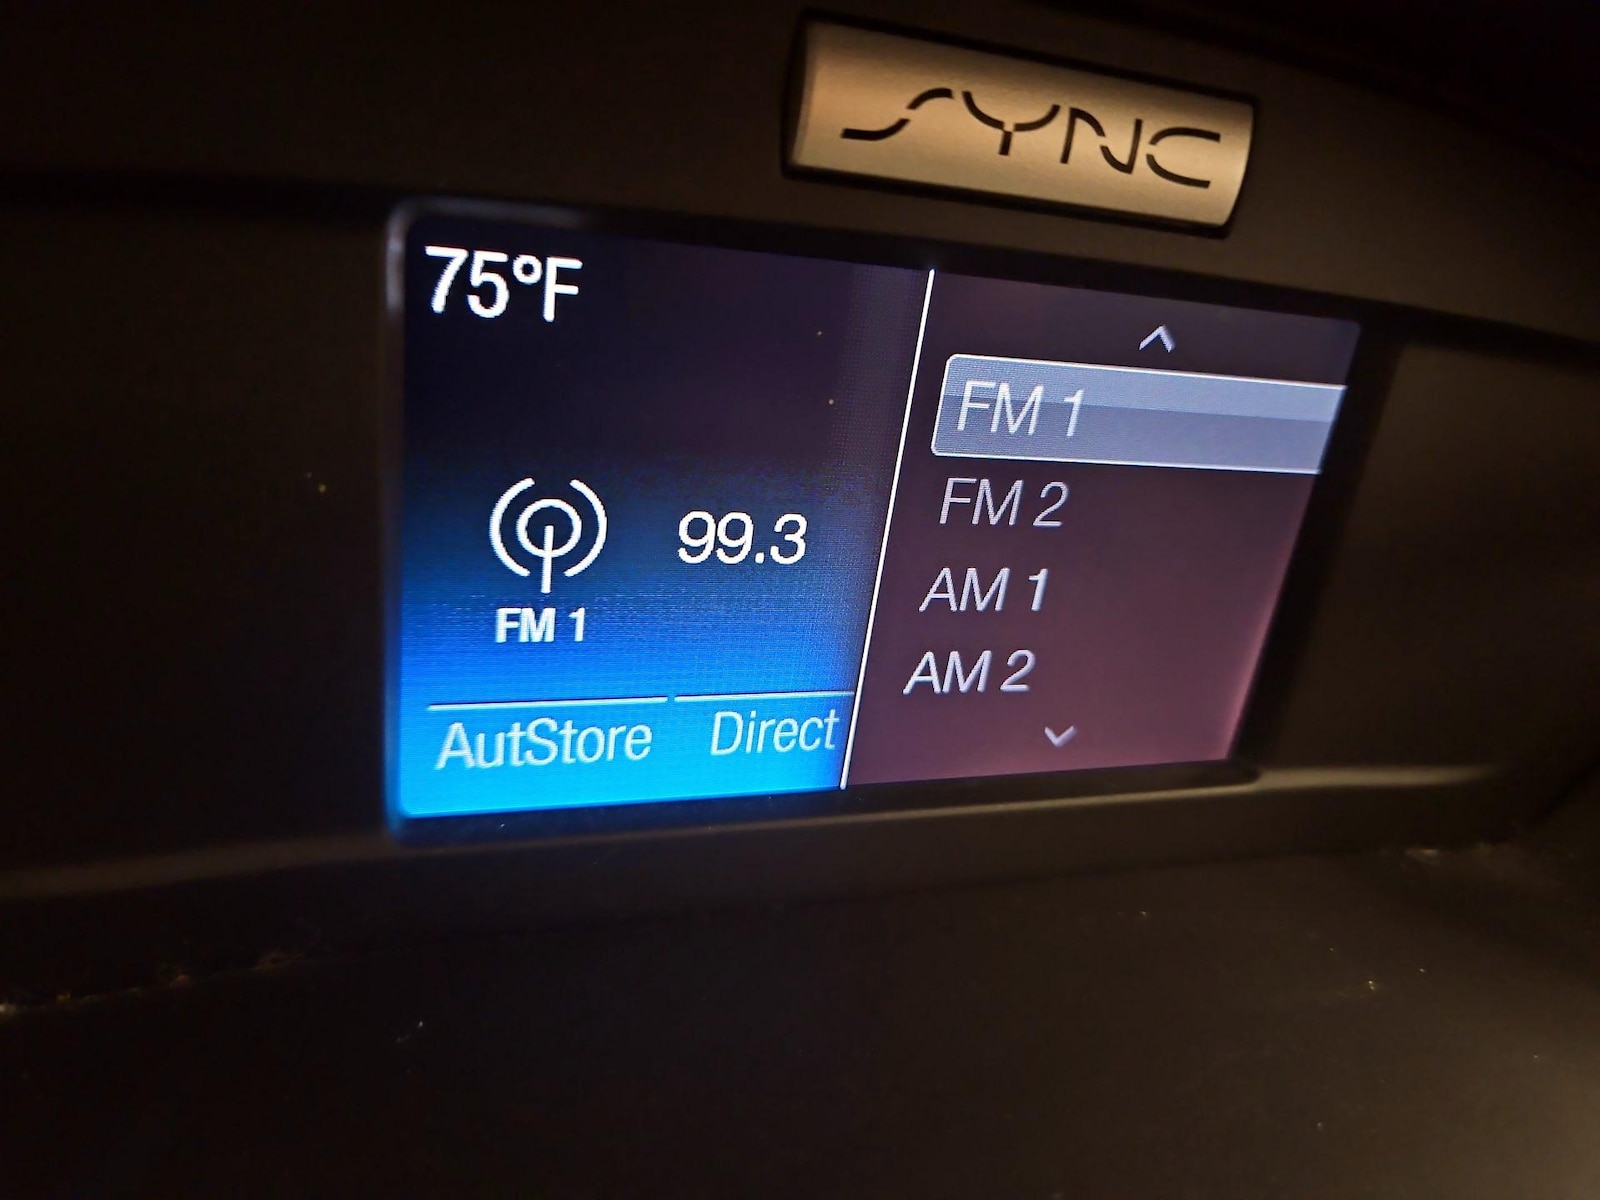 SYNC
75°F
99.3
FM 1
AutStore
Direct
FM 1
FM 2
AM 1
AM 2